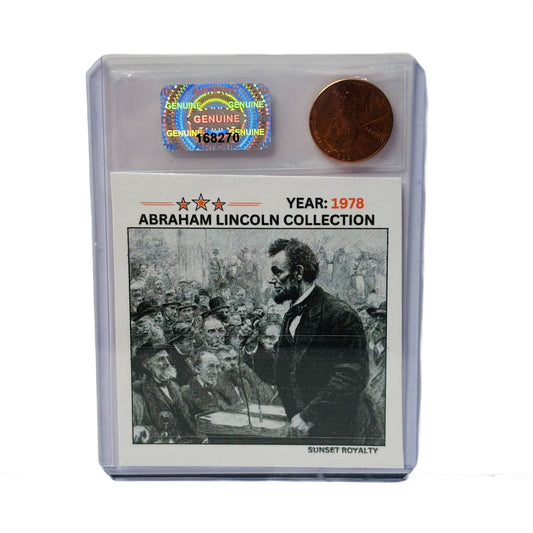 GENUINE GENUINE
GENUINE
GENUINE GENUINE
168270
YEAR: 1978
ABRAHAM LINCOLN COLLECTION
SUNSET ROYALTY